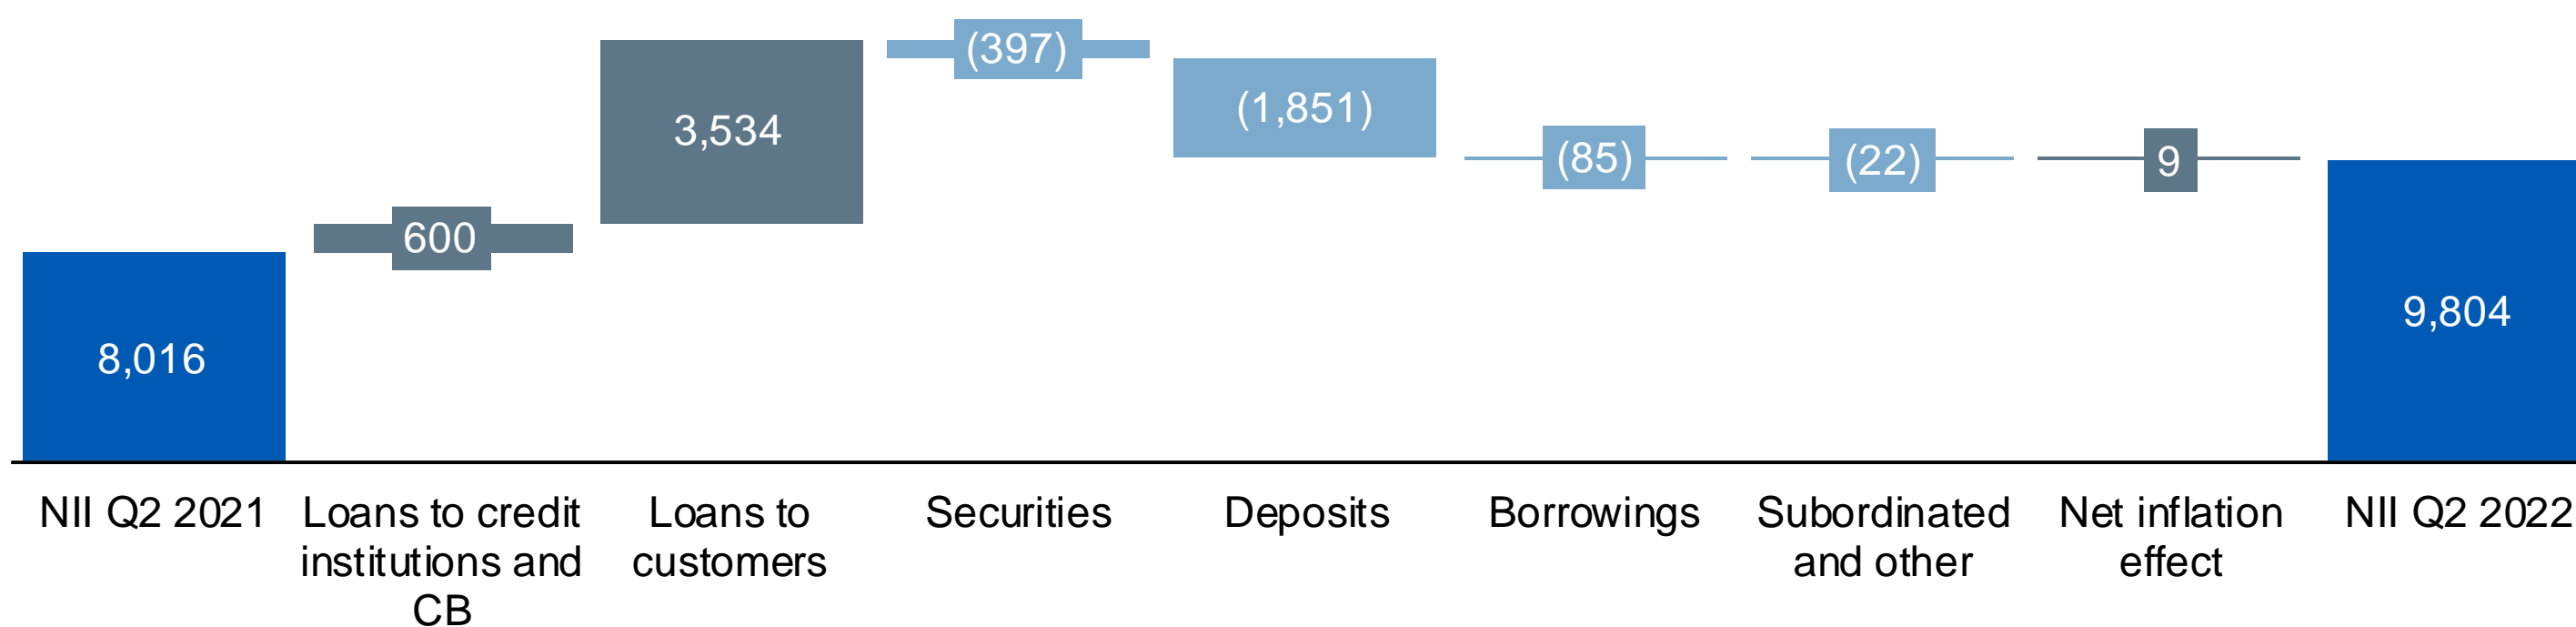 (397)
3,534
(1,851)
(85)
(22)
9
600
9,804
8,016
NII Q2 2021
Loans to credit
institutions and
CB
Loans to
customers
Securities
Deposits
Borrowings
Subordinated
and other
Net inflation
effect
NII Q2 2022